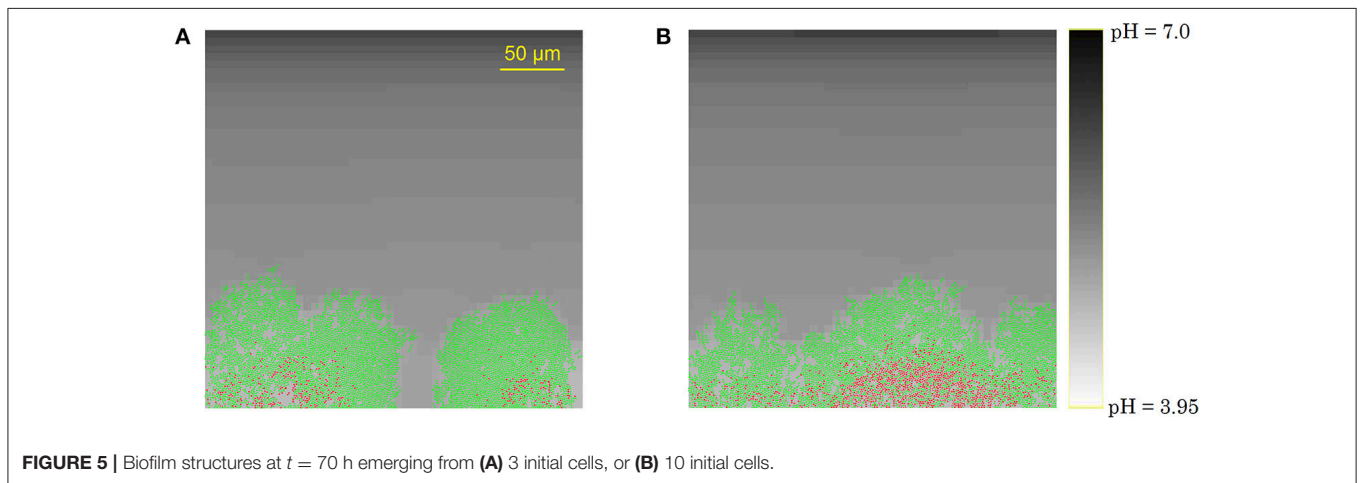 A
50 μm
B
pH = 7.0
pH = 3.95
FIGURE 5 | Biofilm structures at t = 70 h emerging from (A) 3 initial cells, or (B) 10 initial cells.